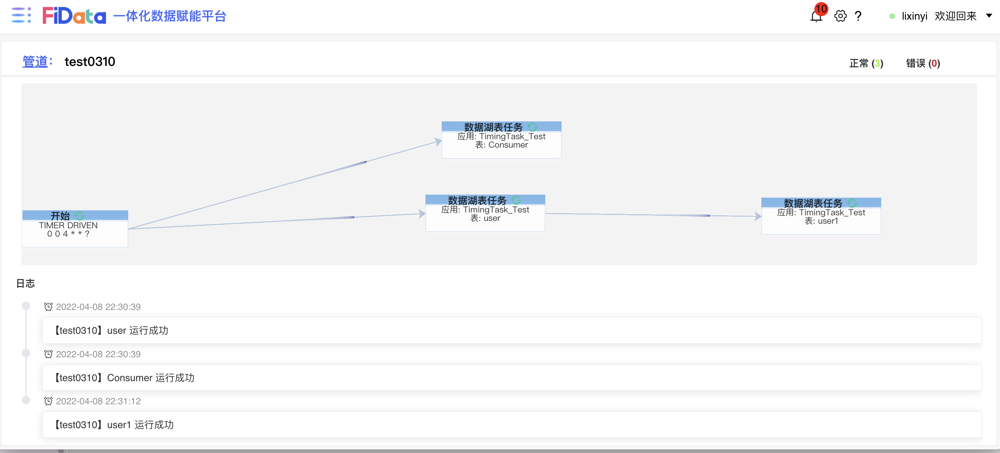 FiData 一体化数据赋能平台
10
?
lixinyi 欢迎回来
管道： test0310
正常 (3) 错误 (0)
数据湖表任务
应用: TimingTask_Test
表: Consumer
开始
TIMER DRIVEN
0 0 4 * * ?
数据湖表任务
应用: TimingTask_Test
表: user
数据湖表任务
应用: TimingTask_Test
表: user1
日志
2022-04-08 22:30:39
【test0310】user 运行成功
2022-04-08 22:30:39
【test0310】Consumer 运行成功
2022-04-08 22:31:12
【test0310】user1 运行成功